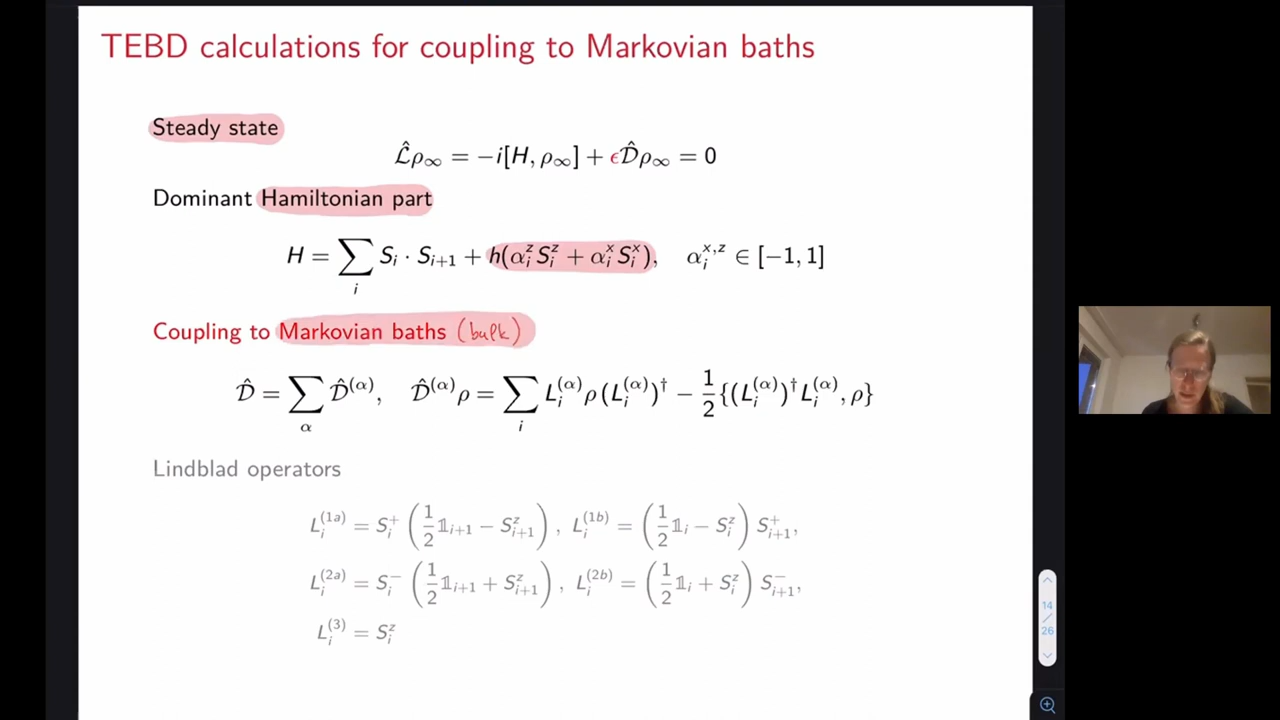 TEBD calculations for coupling to Markovian baths
Steady state
$\hat{\mathcal{L}}\rho_\infty = -i[H, \rho_\infty] + \epsilon\hat{\mathcal{D}}\rho_\infty = 0$
Dominant Hamiltonian part
$H = \sum_i S_i \cdot S_{i+1} + h(\alpha_i^z S_i^z + \alpha_i^x S_i^x), \quad \alpha_i^{x,z} \in [-1, 1]$
Coupling to Markovian baths (bulk)
$\hat{\mathcal{D}} = \sum_\alpha \hat{\mathcal{D}}^{(\alpha)}, \quad \hat{\mathcal{D}}^{(\alpha)}\rho = \sum_i L_i^{(\alpha)} \rho (L_i^{(\alpha)})^\dagger - \frac{1}{2}\{(L_i^{(\alpha)})^\dagger L_i^{(\alpha)}, \rho\}$
Lindblad operators
$L_i^{(1a)} = S_i^+ \left(\frac{1}{2}\mathbb{1}_{i+1} - S_{i+1}^z\right), \; L_i^{(1b)} = \left(\frac{1}{2}\mathbb{1}_i - S_i^z\right) S_{i+1}^+,$
$L_i^{(2a)} = S_i^- \left(\frac{1}{2}\mathbb{1}_{i+1} + S_{i+1}^z\right), \; L_i^{(2b)} = \left(\frac{1}{2}\mathbb{1}_i + S_i^z\right) S_{i+1}^-,$
$L_i^{(3)} = S_i^z$
14
/
26